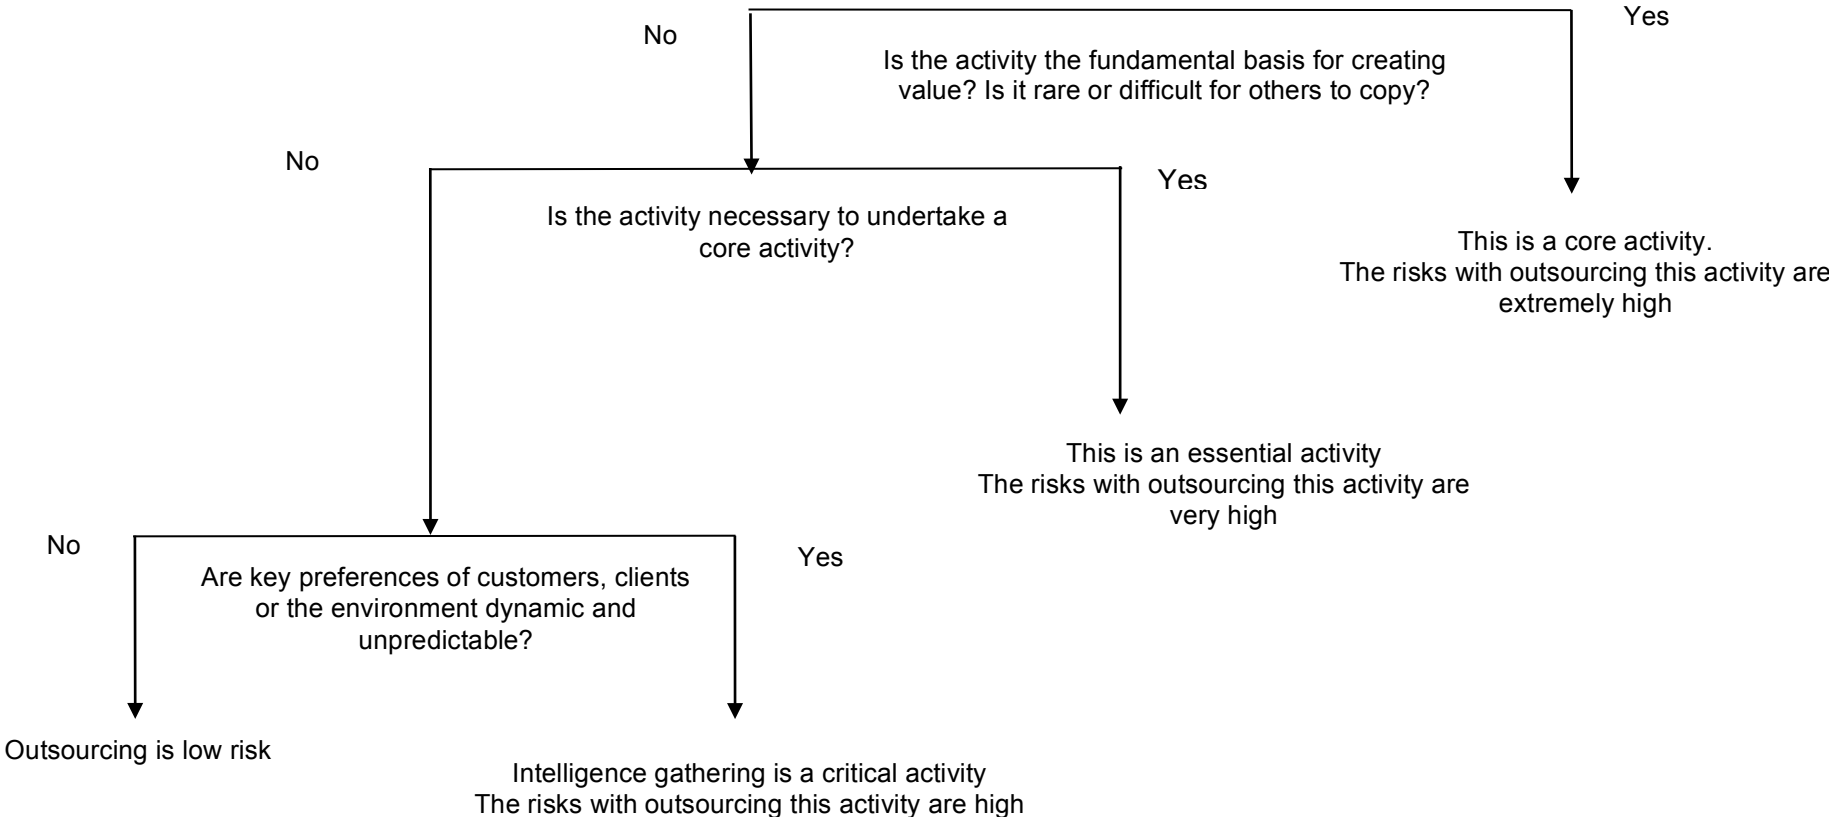 No
Yes
Is the activity the fundamental basis for creating
value? Is it rare or difficult for others to copy?
No
Yes
Is the activity necessary to undertake a
core activity?
This is a core activity.
The risks with outsourcing this activity are
extremely high
This is an essential activity
The risks with outsourcing this activity are
very high
No
Yes
Are key preferences of customers, clients
or the environment dynamic and
unpredictable?
Outsourcing is low risk
Intelligence gathering is a critical activity
The risks with outsourcing this activity are high